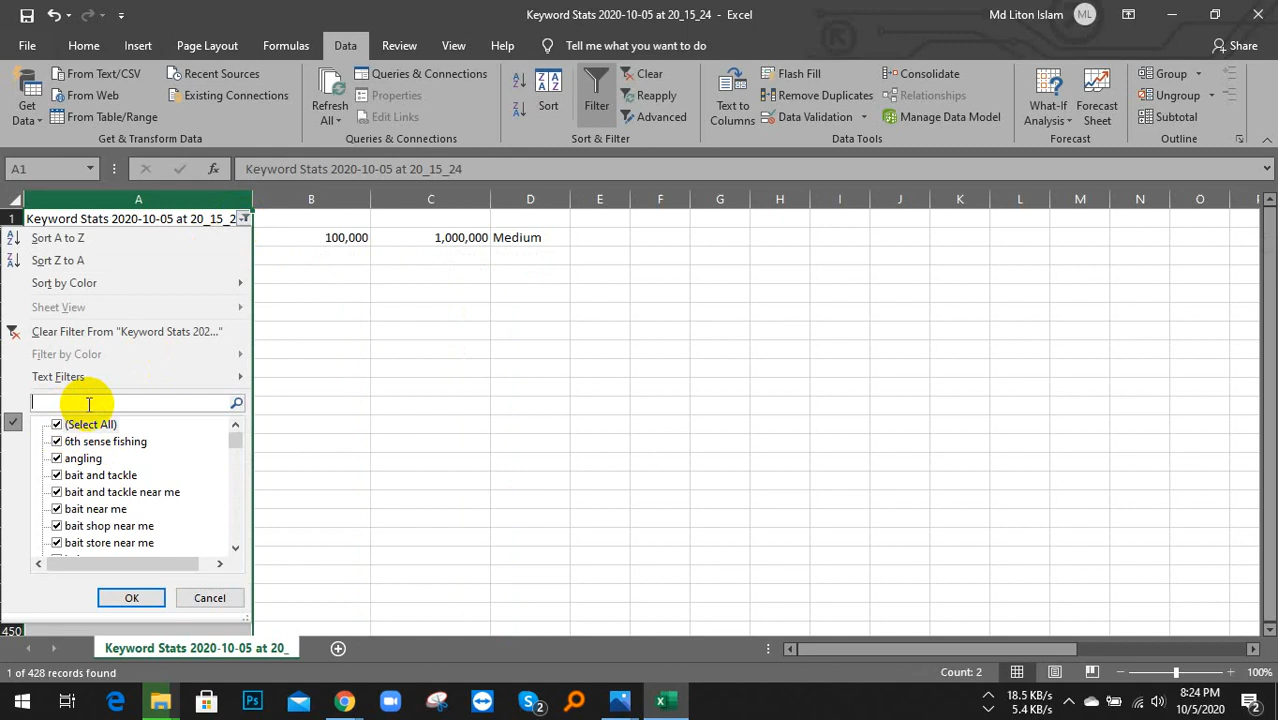 Keyword Stats 2020-10-05 at 20_15_24 - Excel
Md Liton Islam
ML
File
Home
Insert
Page Layout
Formulas
Data
Review
View
Help
Tell me what you want to do
Share
Get Data
From Text/CSV
From Web
From Table/Range
Recent Sources
Existing Connections
Get & Transform Data
Refresh All
Queries & Connections
Properties
Edit Links
Queries & Connections
Sort
Filter
Clear
Reapply
Advanced
Sort & Filter
Text to Columns
Flash Fill
Remove Duplicates
Data Validation
Consolidate
Relationships
Manage Data Model
Data Tools
What-If Analysis
Forecast Sheet
Forecast
Group
Ungroup
Subtotal
Outline
A1
fx
Keyword Stats 2020-10-05 at 20_15_24
A B C D E F G H I J K L M N O
1 Keyword Stats 2020-10-05 at 20_15_2
100,000 1,000,000 Medium
Sort A to Z
Sort Z to A
Sort by Color
Sheet View
Clear Filter From "Keyword Stats 202..."
Filter by Color
Text Filters
(Select All)
6th sense fishing
angling
bait and tackle
bait and tackle near me
bait near me
bait shop near me
bait store near me
OK
Cancel
450
Keyword Stats 2020-10-05 at 20_
1 of 428 records found
Count: 2
100%
18.5 KB/s
5.4 KB/s
8:24 PM
10/5/2020
2
2